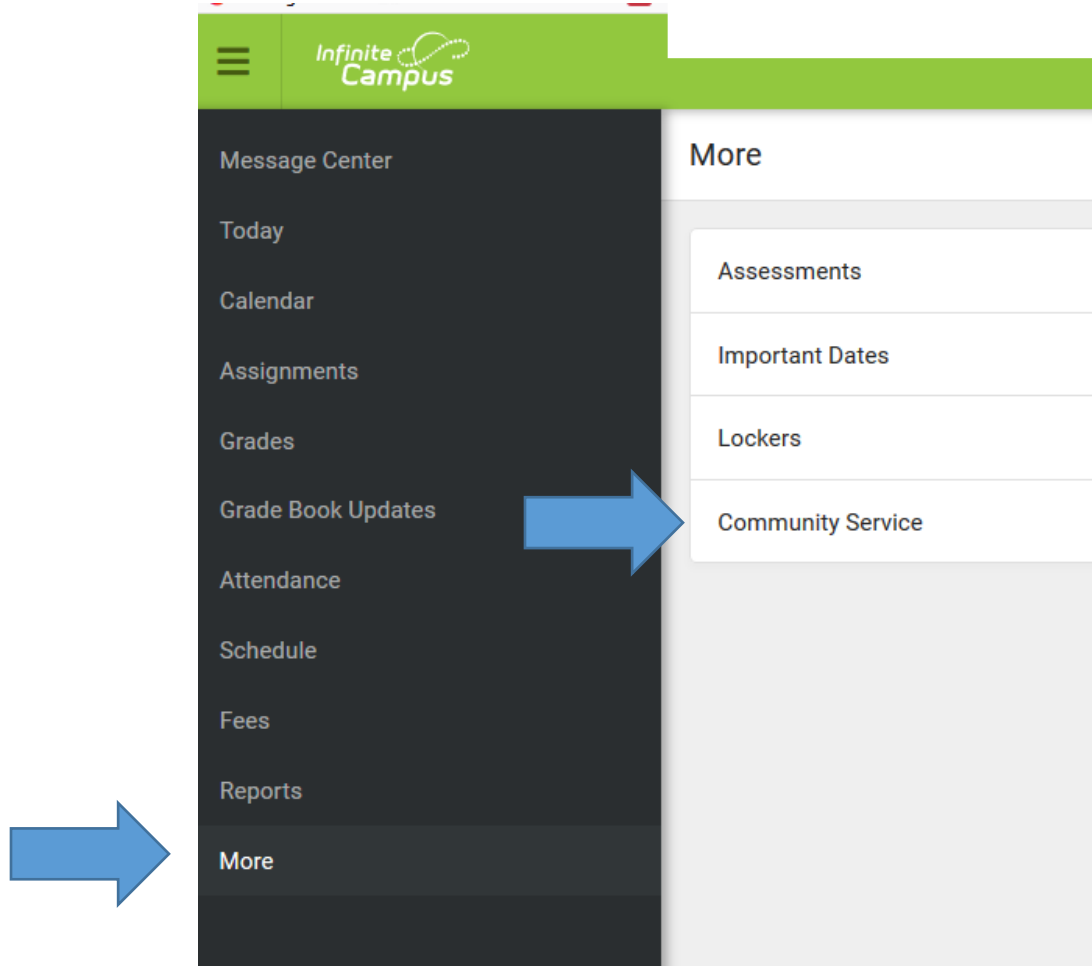 Infinite
Campus
Message Center
Today
Calendar
Assignments
Grades
Grade Book Updates
Attendance
Schedule
Fees
Reports
More
More
Assessments
Important Dates
Lockers
Community Service